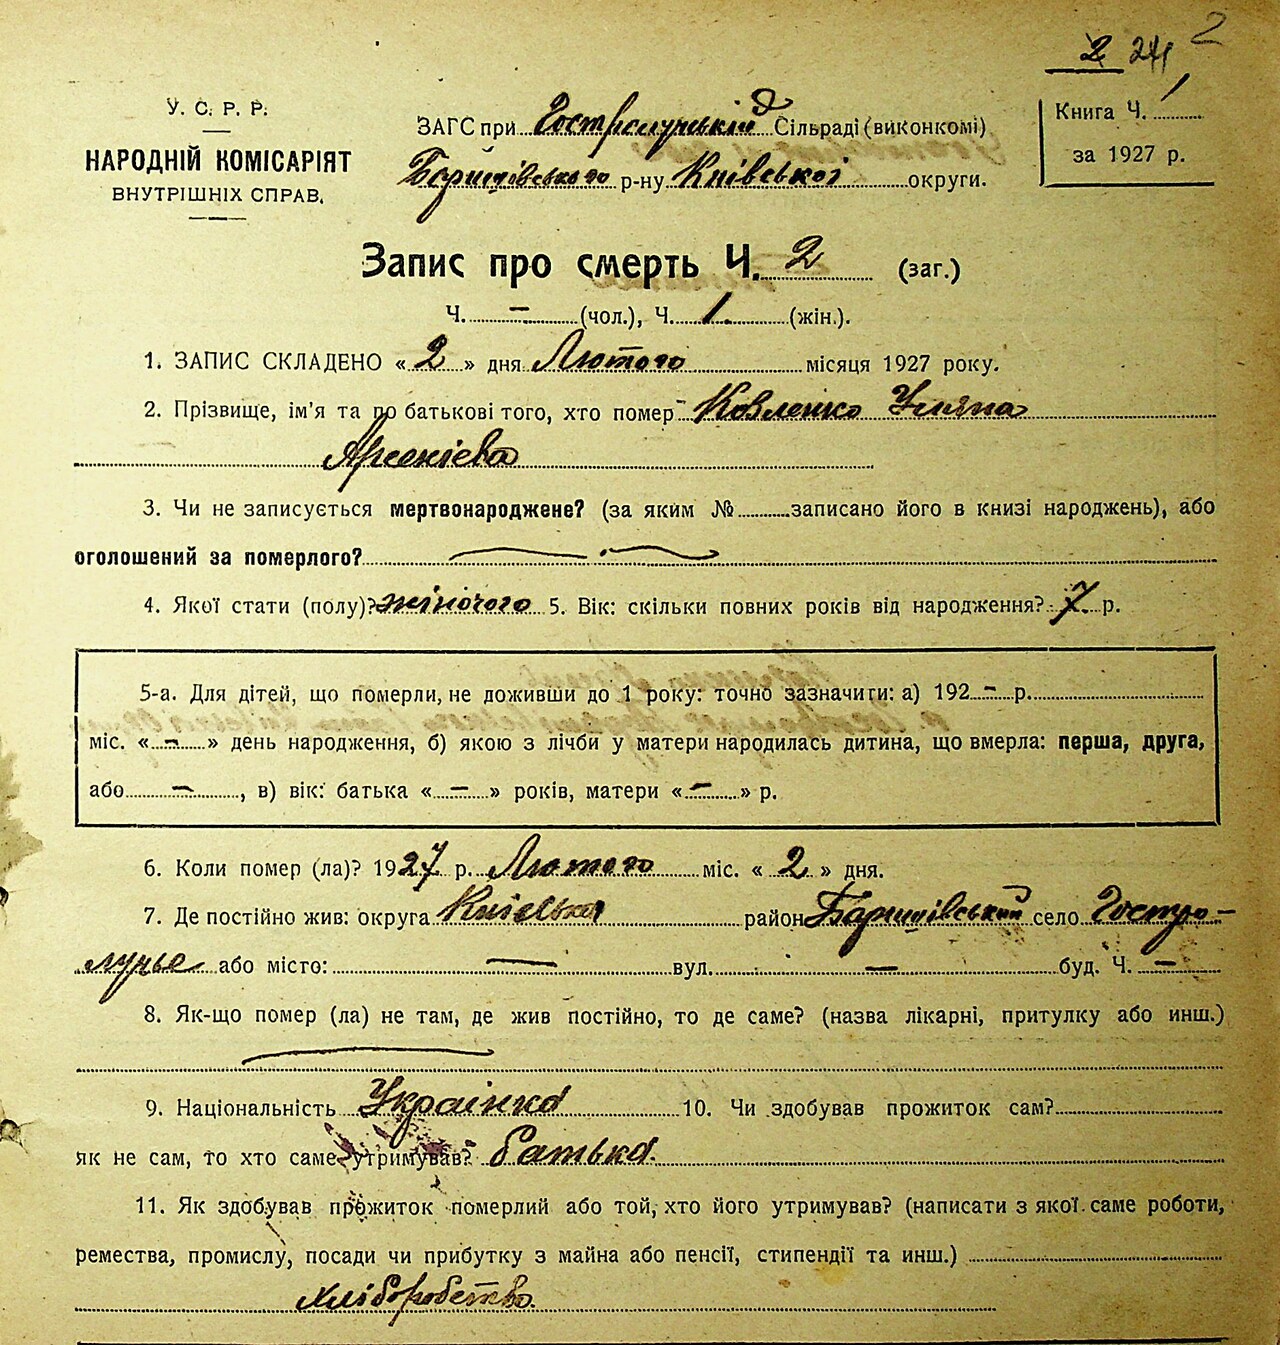 2 24 2
У. С. Р. Р.
НАРОДНІЙ КОМІСАРІЯТ
ВНУТРІШНІХ СПРАВ.
ЗАГС при Гостролуцькій Сільраді (виконкомі)
Баришівського р-ну Київської округи.
Книга Ч. 1
за 1927 р.
Запис про смерть Ч. 2 (заг.)
Ч. – (чол.), Ч. 1. (жін.).
1. ЗАПИС СКЛАДЕНО « 2 » дня Лютого місяця 1927 року.
2. Прізвище, ім'я та по батькові того, хто помер Ковленко Уляна
Арсенієва
3. Чи не записується мертвонароджене? (за яким № записано його в книзі народжень), або
оголошений за померлого?
4. Якої стати (полу)? жіночого 5. Вік: скільки повних років від народження? 7 р.
5-а. Для дітей, що померли, не доживши до 1 року: точно зазначити: а) 192 – р.
міс. « – » день народження, б) якою з лічби у матери народилась дитина, що вмерла: перша, друга,
або – , в) вік: батька « – » років, матери « – » р.
6. Коли помер (ла)? 1927 р. Лютого міс. « 2 » дня.
7. Де постійно жив: округа Київська район Баришівський село Гостро-
лучье або місто: — вул. — буд. Ч. –
8. Як-що помер (ла) не там, де жив постійно, то де саме? (назва лікарні, притулку або инш.)
9. Національність Украінка 10. Чи здобував прожиток сам?
як не сам, то хто саме утримував? батька.
11. Як здобував прожиток померлий або той, хто його утримував? (написати з якої саме роботи,
ремества, промислу, посади чи прибутку з майна або пенсії, стипендії та инш.)
хліборобство.